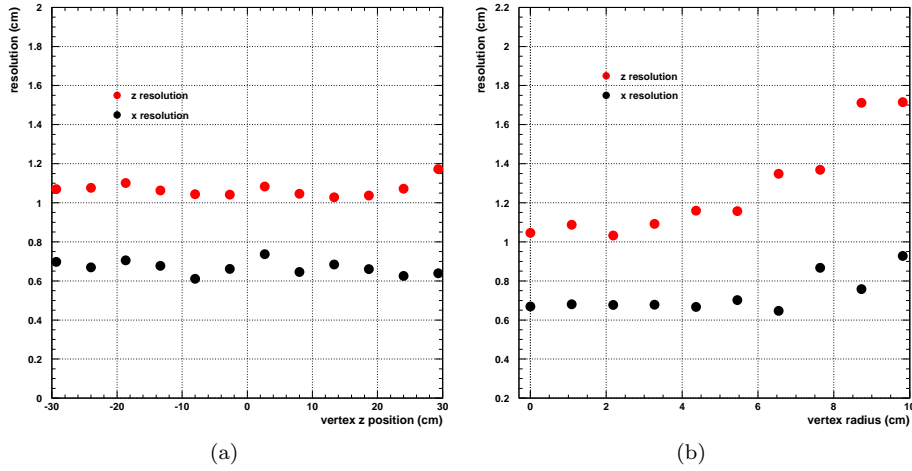 resolution (cm)
2
1.8
1.6
1.4
1.2
1
0.8
0.6
0.4
0.2
0
z resolution
x resolution
-30 -20 -10 0 10 20 30
vertex z position (cm)
(a)
resolution (cm)
2.2
2
1.8
1.6
1.4
1.2
1
0.8
0.6
0.4
0.2
z resolution
x resolution
0 2 4 6 8 10
vertex radius (cm)
(b)